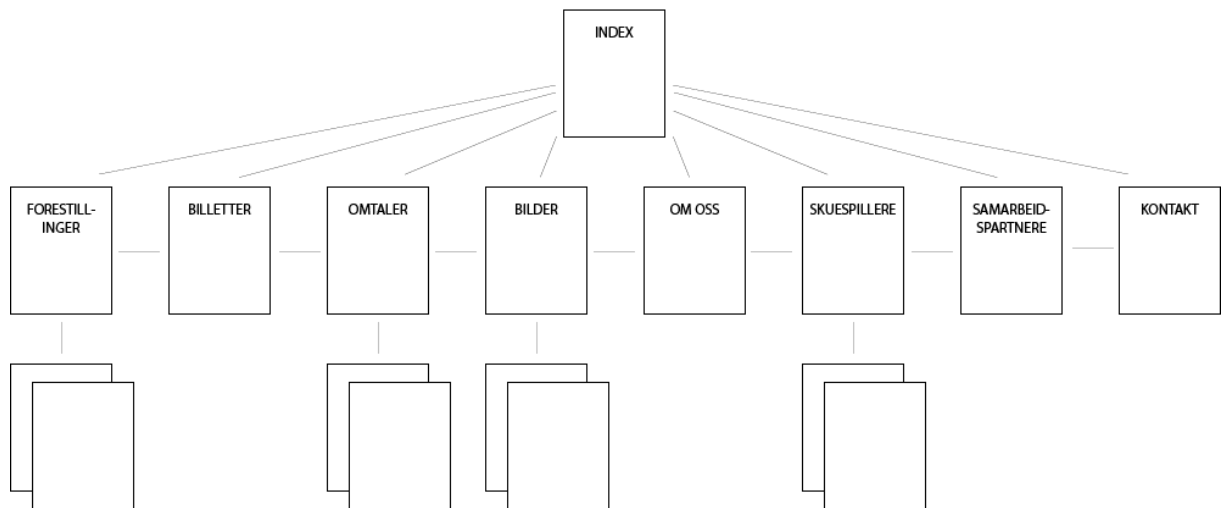 INDEX
FORESTILL-
INGER
BILLETTER
OMTALER
BILDER
OM OSS
SKUESPILLERE
SAMARBEID-
SPARTNERE
KONTAKT